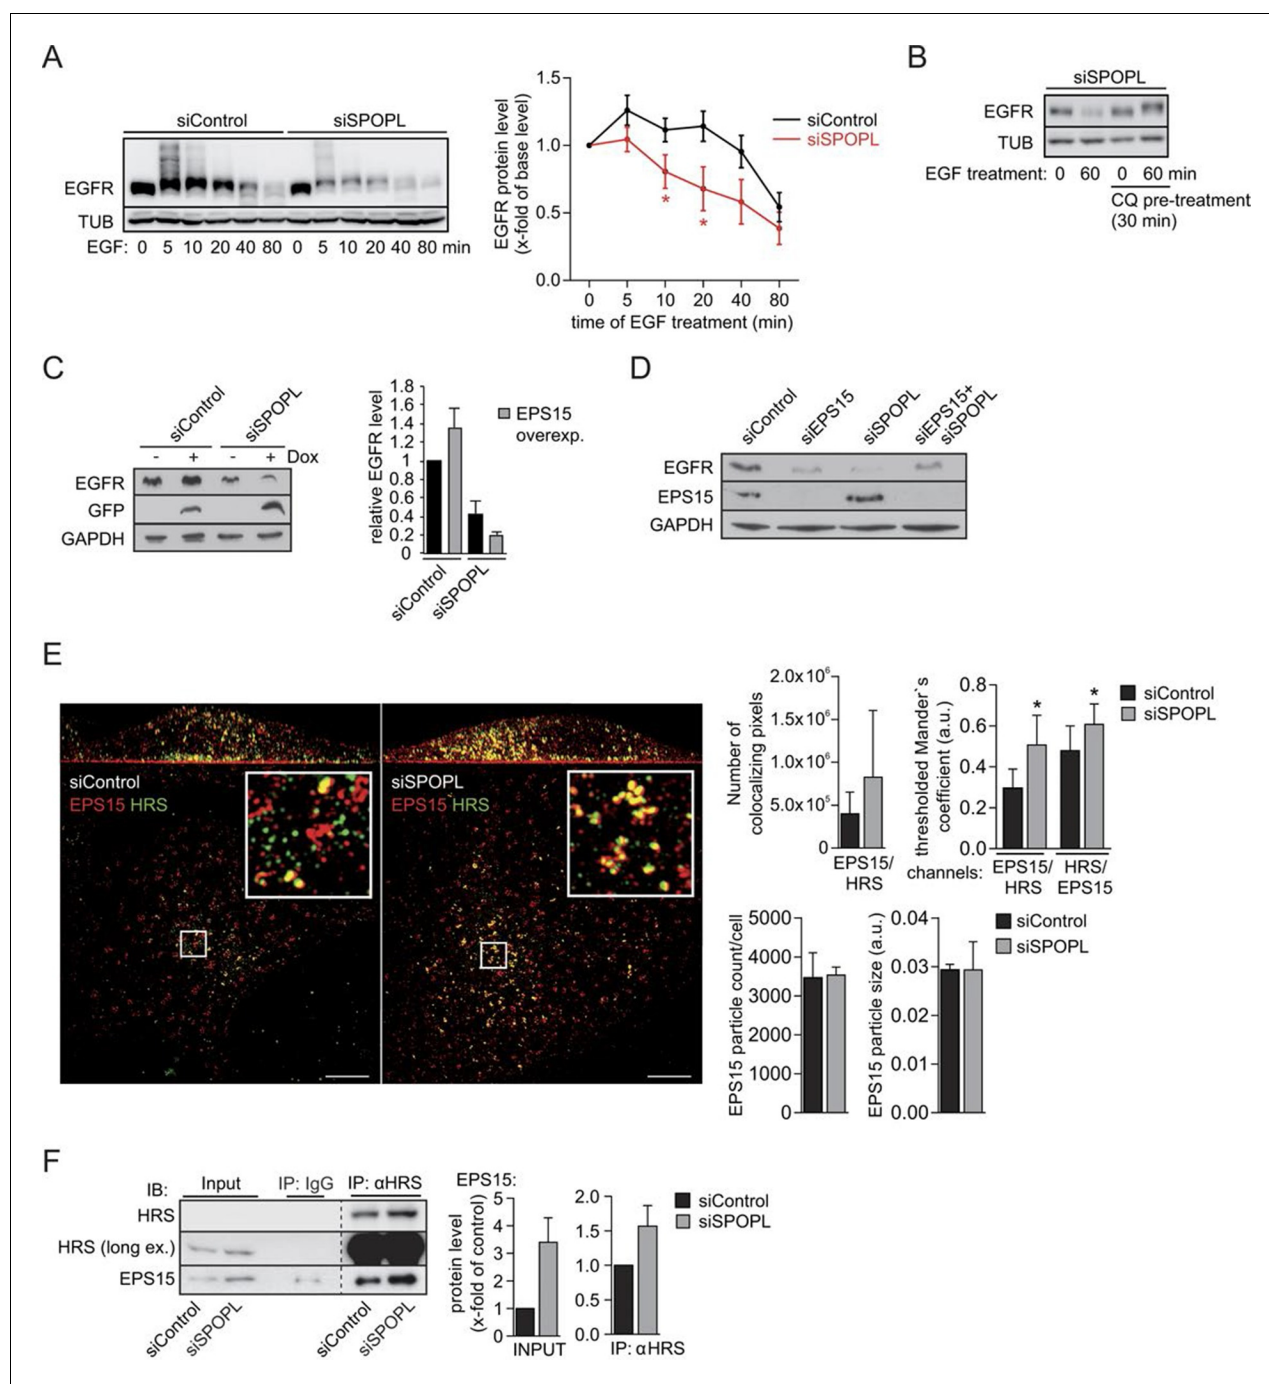 A
siControl siSPOPL
EGFR
TUB
EGF: 0 5 10 20 40 80 0 5 10 20 40 80 min
EGFR protein level
(x-fold of base level)
1.5
1.0
0.5
0.0
0 5 10 20 40 80
time of EGF treatment (min)
siControl
siSPOPL
*
*
B
siSPOPL
EGFR
TUB
EGF treatment: 0 60 0 60 min
CQ pre-treatment
(30 min)
C
siControl siSPOPL
- + - + Dox
EGFR
GFP
GAPDH
relative EGFR level
1.8
1.6
1.4
1.2
1
0.8
0.6
0.4
0.2
0
siControl siSPOPL
EPS15
overexp.
D
siControl siEPS15 siSPOPL siEPS15+
siSPOPL
EGFR
EPS15
GAPDH
E
siControl
EPS15 HRS
siSPOPL
EPS15 HRS
Number of
colocalizing pixels
2.0x10⁶
1.5x10⁶
1.0x10⁶
5.0x10⁵
0
EPS15/
HRS
thresholded Mander`s
coefficient (a.u.)
0.8
0.6
0.4
0.2
0.0
* *
channels: EPS15/
HRS
HRS/
EPS15
siControl
siSPOPL
EPS15 particle count/cell
5000
4000
3000
2000
1000
0
EPS15 particle size (a.u.)
0.04
0.03
0.02
0.01
0.00
siControl
siSPOPL
F
IB: Input IP: IgG IP: αHRS
HRS
HRS (long ex.)
EPS15
siControl siSPOPL siControl siSPOPL
EPS15:
protein level
(x-fold of control)
5
4
3
2
1
0
INPUT
2.0
1.5
1.0
0.5
0.0
IP: αHRS
siControl
siSPOPL